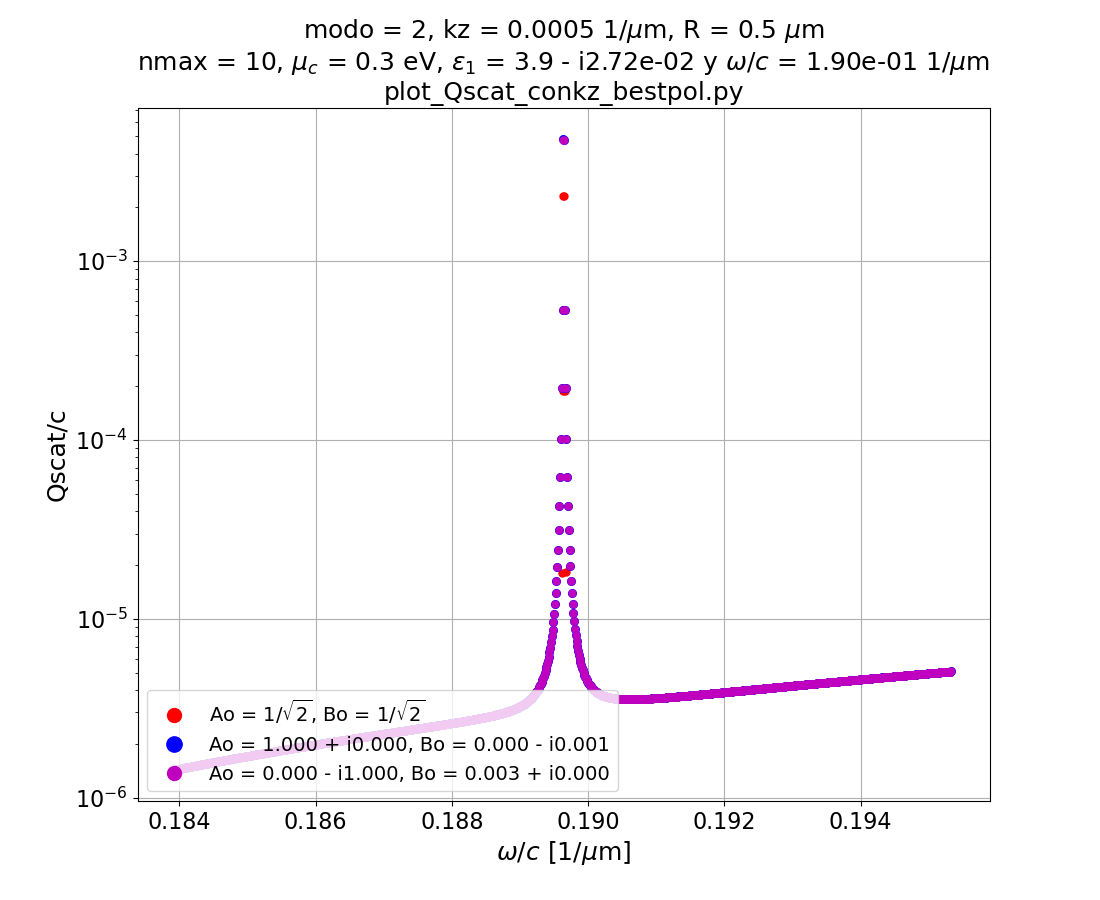 modo = 2, kz = 0.0005 1/μm, R = 0.5 μm
nmax = 10, μc = 0.3 eV, ε1 = 3.9 - i2.72e-02 y ω/c = 1.90e-01 1/μm
plot_Qscat_conkz_bestpol.py
Qscat/c
10⁻³
10⁻⁴
10⁻⁵
10⁻⁶
Ao = 1/√2, Bo = 1/√2
Ao = 1.000 + i0.000, Bo = 0.000 - i0.001
Ao = 0.000 - i1.000, Bo = 0.003 + i0.000
0.184 0.186 0.188 0.190 0.192 0.194
ω/c [1/μm]